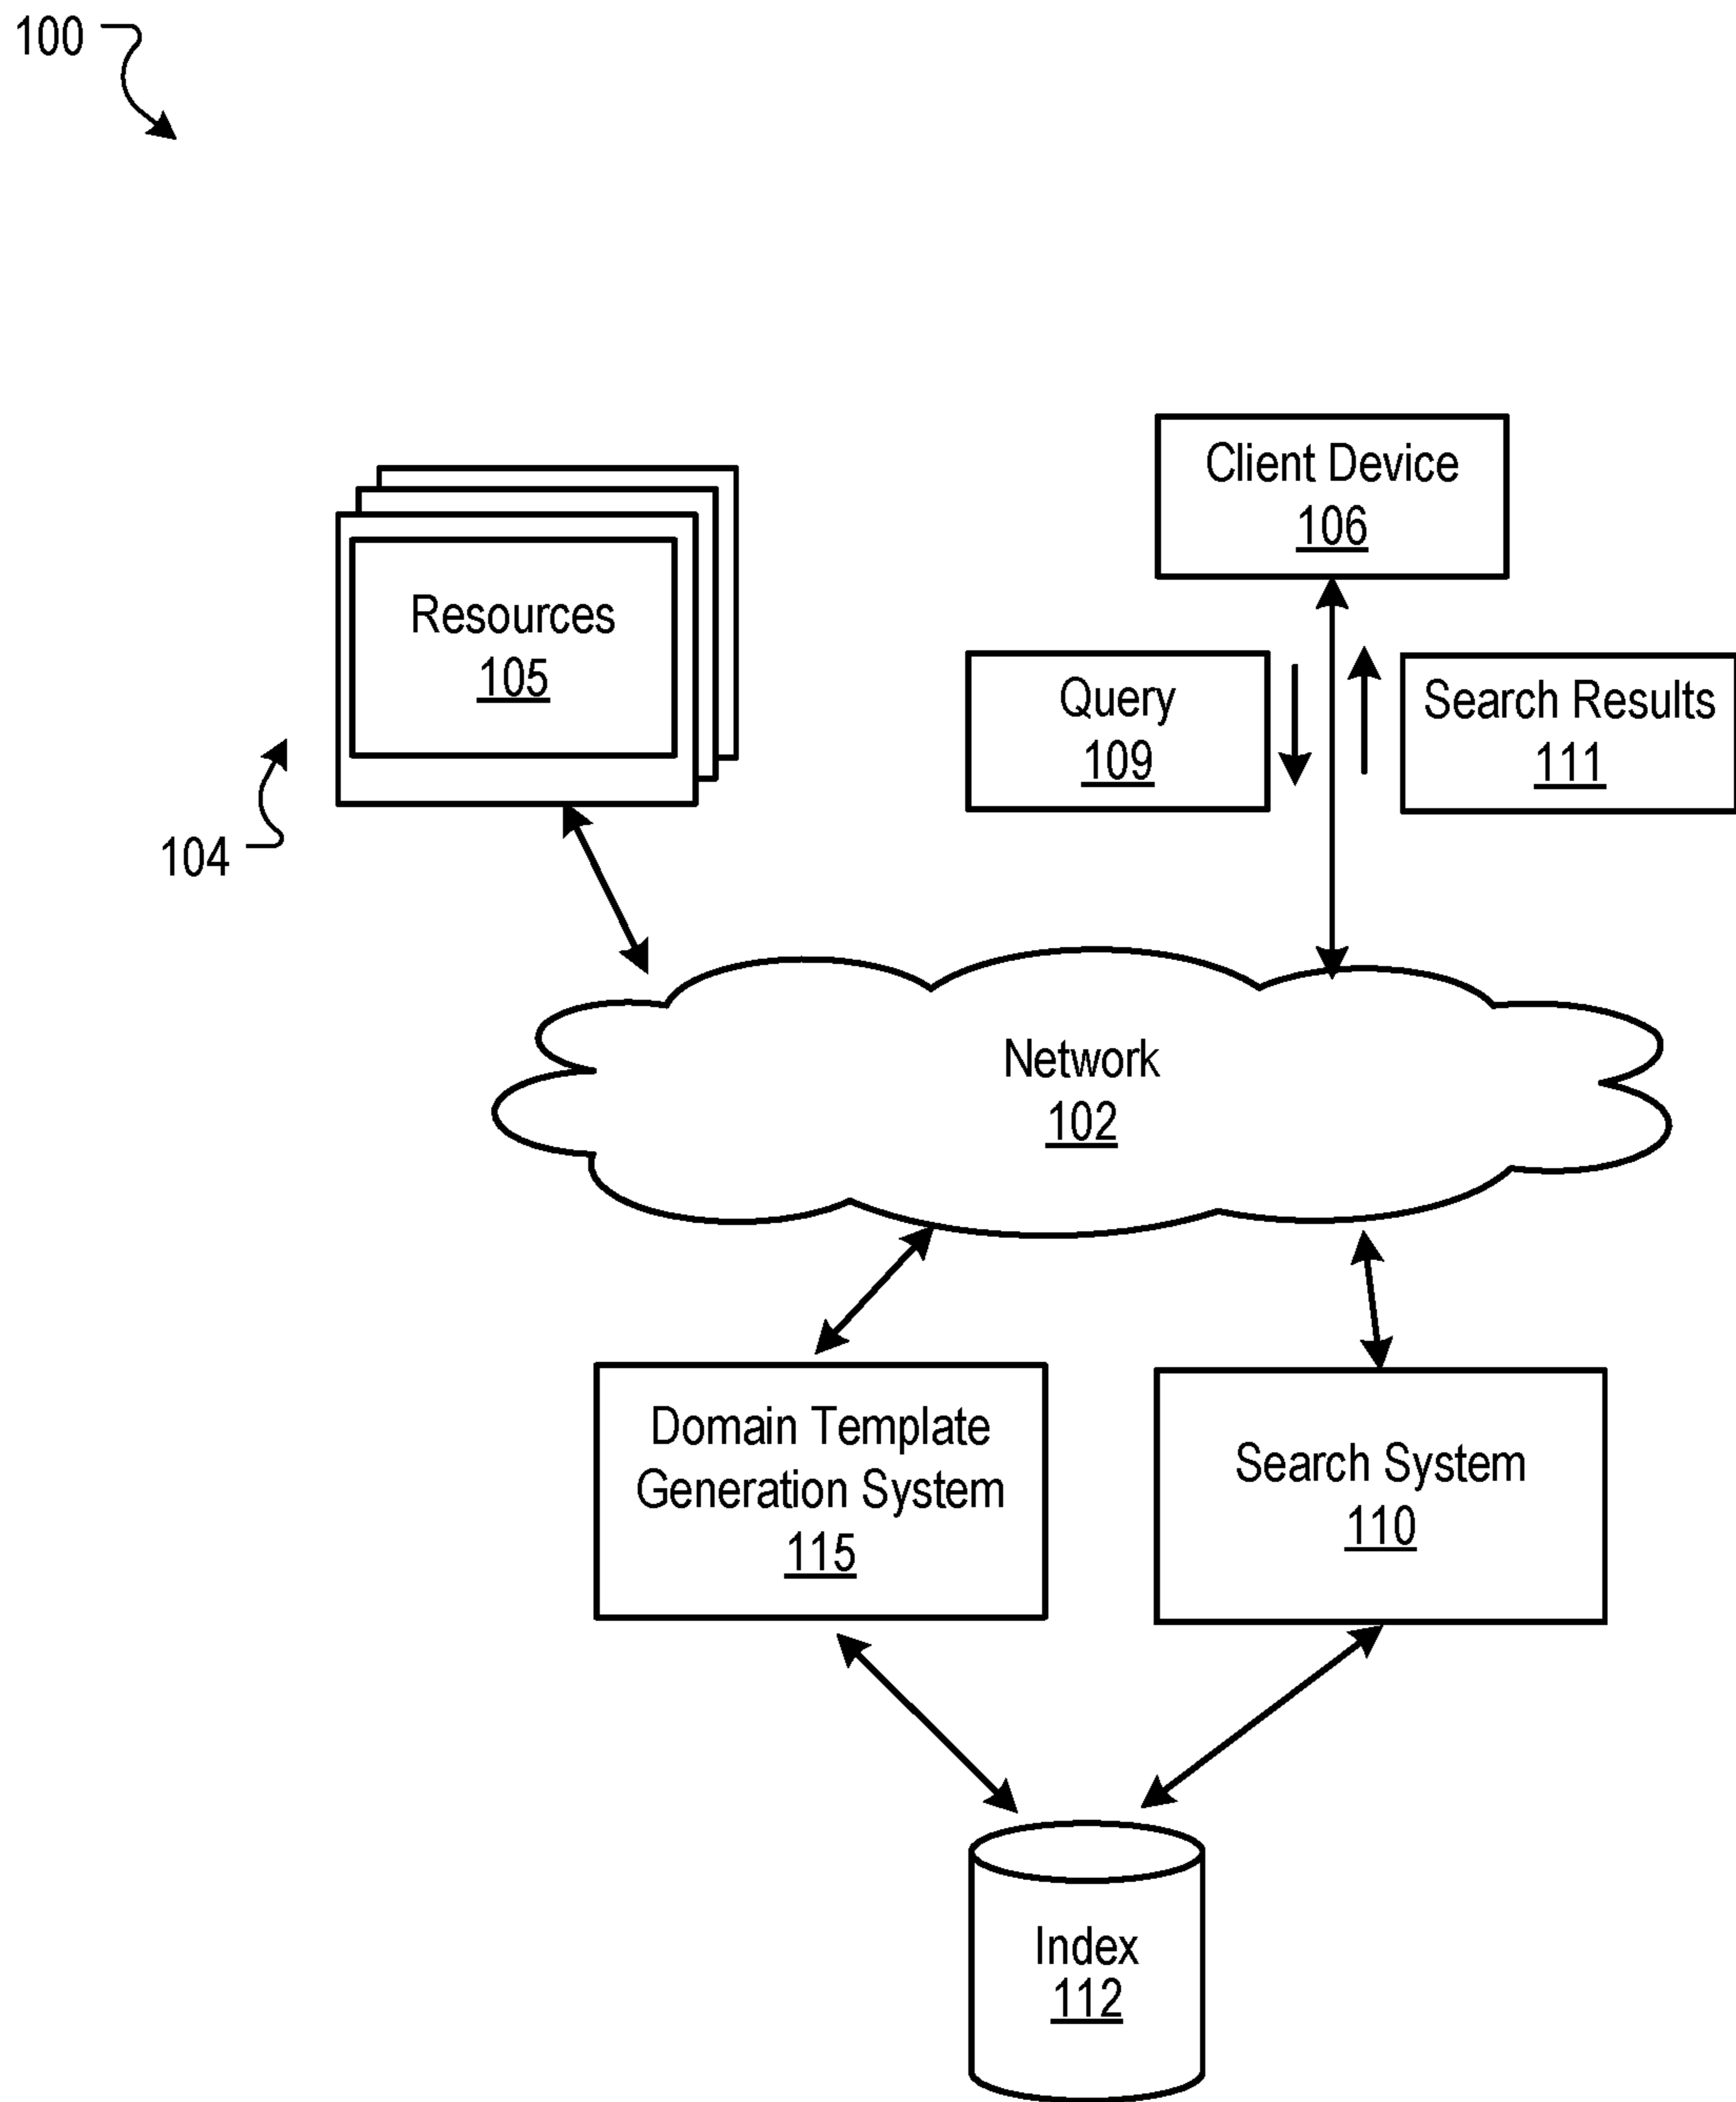 100
Client Device
106
Resources
105
Query
109
Search Results
111
104
Network
102
Domain Template
Generation System
115
Search System
110
Index
112